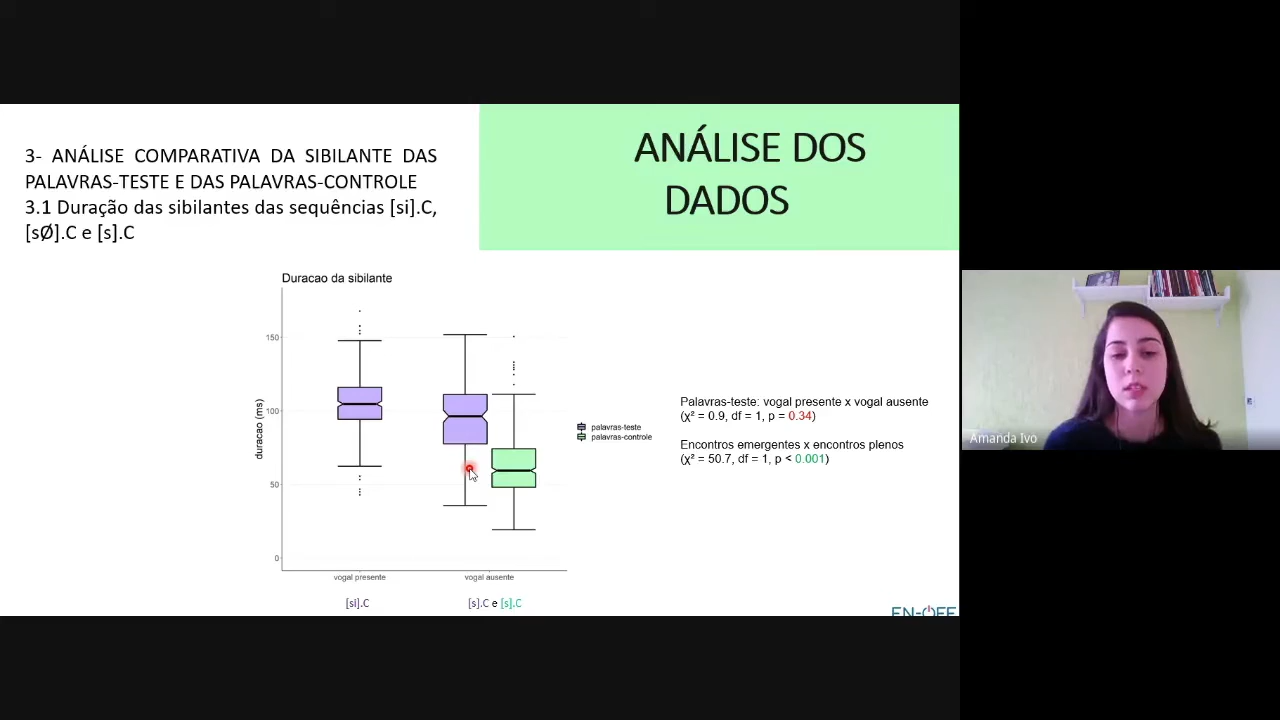 3- ANÁLISE COMPARATIVA DA SIBILANTE DAS
PALAVRAS-TESTE E DAS PALAVRAS-CONTROLE
3.1 Duração das sibilantes das sequências [si].C,
[sØ].C e [s].C
ANÁLISE DOS
DADOS
Duracao da sibilante
duracao (ms)
150
100
50
0
vogal presente
vogal ausente
[si].C
[s].C e [s].C
palavras-teste
palavras-controle
Palavras-teste: vogal presente x vogal ausente
(χ² = 0.9, df = 1, p = 0.34)
Encontros emergentes x encontros plenos
(χ² = 50.7, df = 1, p < 0.001)
Amanda Ivo